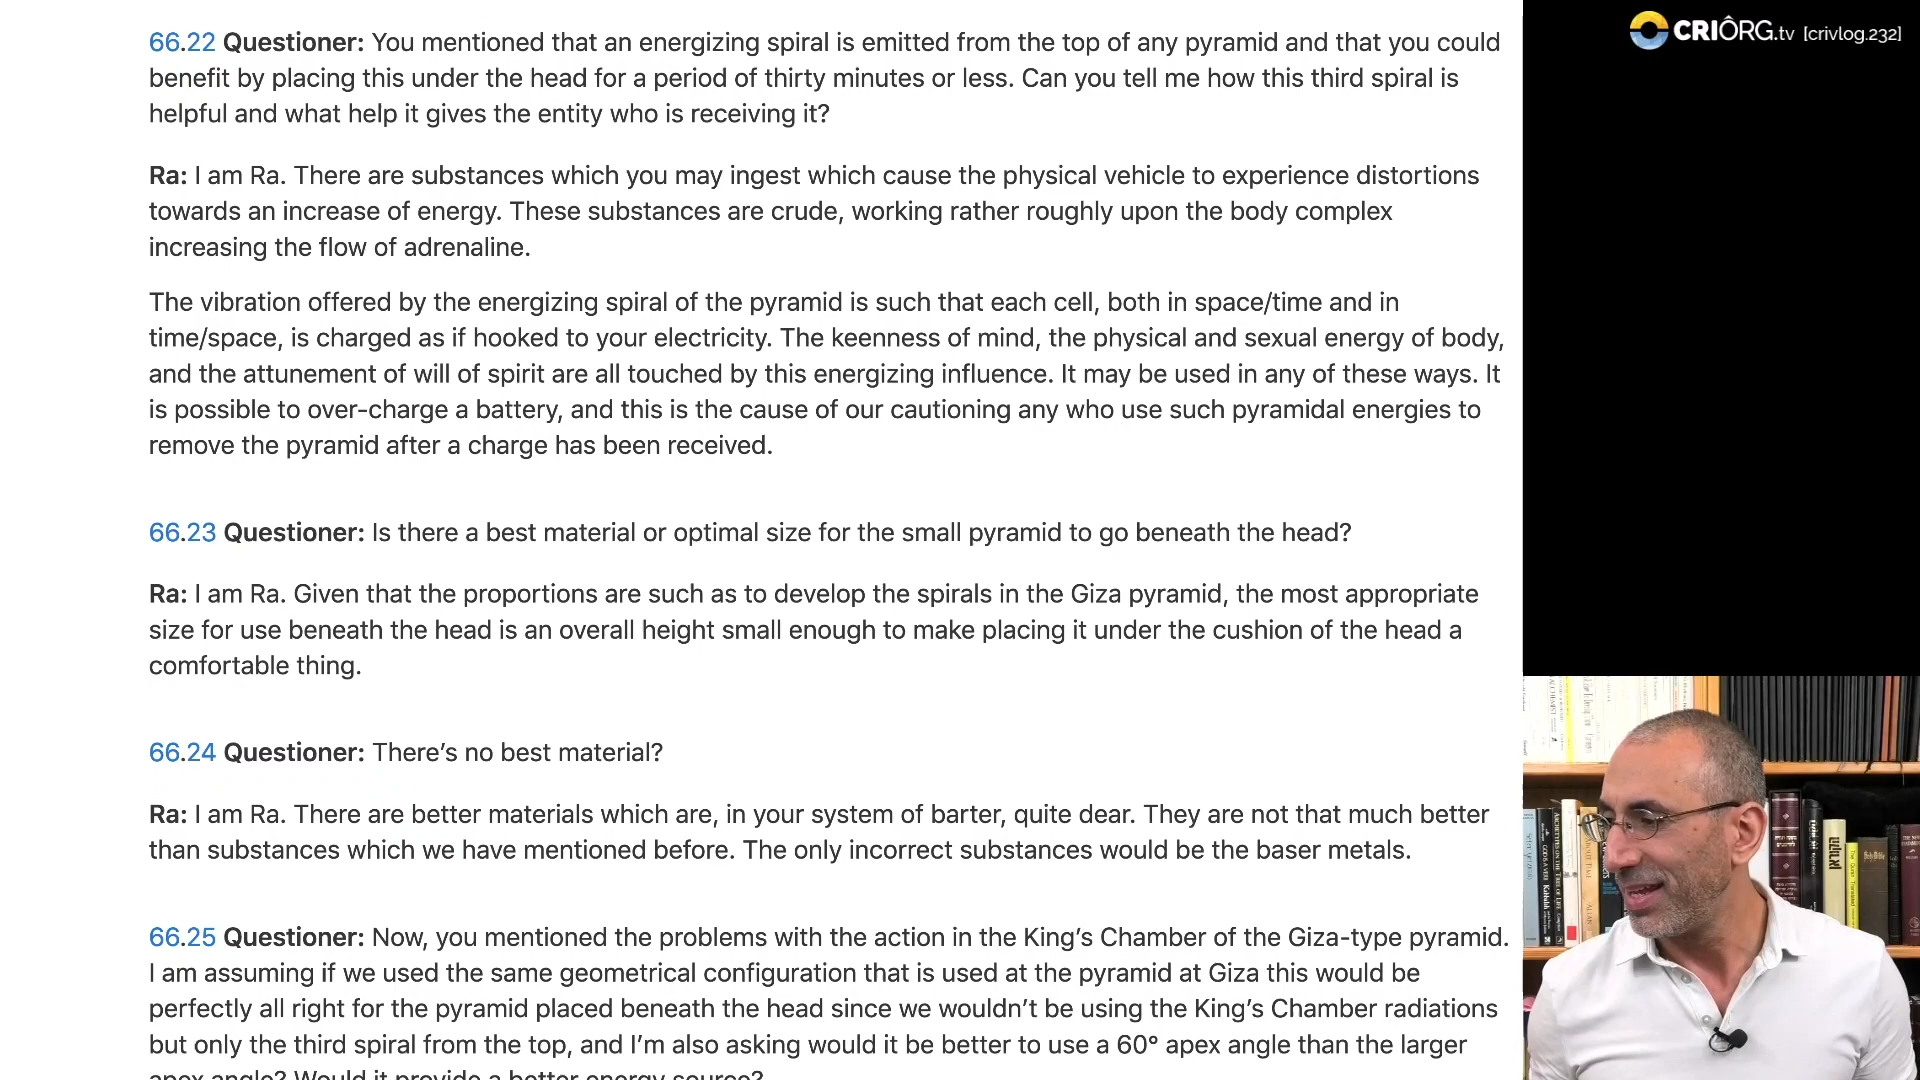 66.22 Questioner: You mentioned that an energizing spiral is emitted from the top of any pyramid and that you could
benefit by placing this under the head for a period of thirty minutes or less. Can you tell me how this third spiral is
helpful and what help it gives the entity who is receiving it?
Ra: I am Ra. There are substances which you may ingest which cause the physical vehicle to experience distortions
towards an increase of energy. These substances are crude, working rather roughly upon the body complex
increasing the flow of adrenaline.
The vibration offered by the energizing spiral of the pyramid is such that each cell, both in space/time and in
time/space, is charged as if hooked to your electricity. The keenness of mind, the physical and sexual energy of body,
and the attunement of will of spirit are all touched by this energizing influence. It may be used in any of these ways. It
is possible to over-charge a battery, and this is the cause of our cautioning any who use such pyramidal energies to
remove the pyramid after a charge has been received.
66.23 Questioner: Is there a best material or optimal size for the small pyramid to go beneath the head?
Ra: I am Ra. Given that the proportions are such as to develop the spirals in the Giza pyramid, the most appropriate
size for use beneath the head is an overall height small enough to make placing it under the cushion of the head a
comfortable thing.
66.24 Questioner: There’s no best material?
Ra: I am Ra. There are better materials which are, in your system of barter, quite dear. They are not that much better
than substances which we have mentioned before. The only incorrect substances would be the baser metals.
66.25 Questioner: Now, you mentioned the problems with the action in the King’s Chamber of the Giza-type pyramid.
I am assuming if we used the same geometrical configuration that is used at the pyramid at Giza this would be
perfectly all right for the pyramid placed beneath the head since we wouldn’t be using the King’s Chamber radiations
but only the third spiral from the top, and I’m also asking would it be better to use a 60° apex angle than the larger
apex angle? Would it provide a better energy source?
CRIÔRG.tv [crivlog.232]